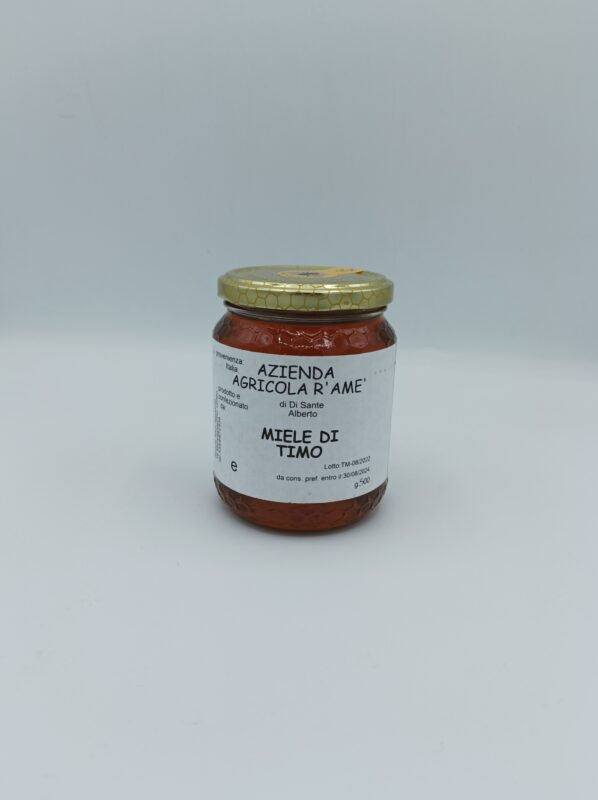 provenienza:
Italia
prodotto e
confezionato
da:
e
AZIENDA
AGRICOLA R'AME'
di Di Sante
Alberto
MIELE DI
TIMO
Lotto:TM-08/2022
da cons. pref. entro il:30/08/2024
g.500